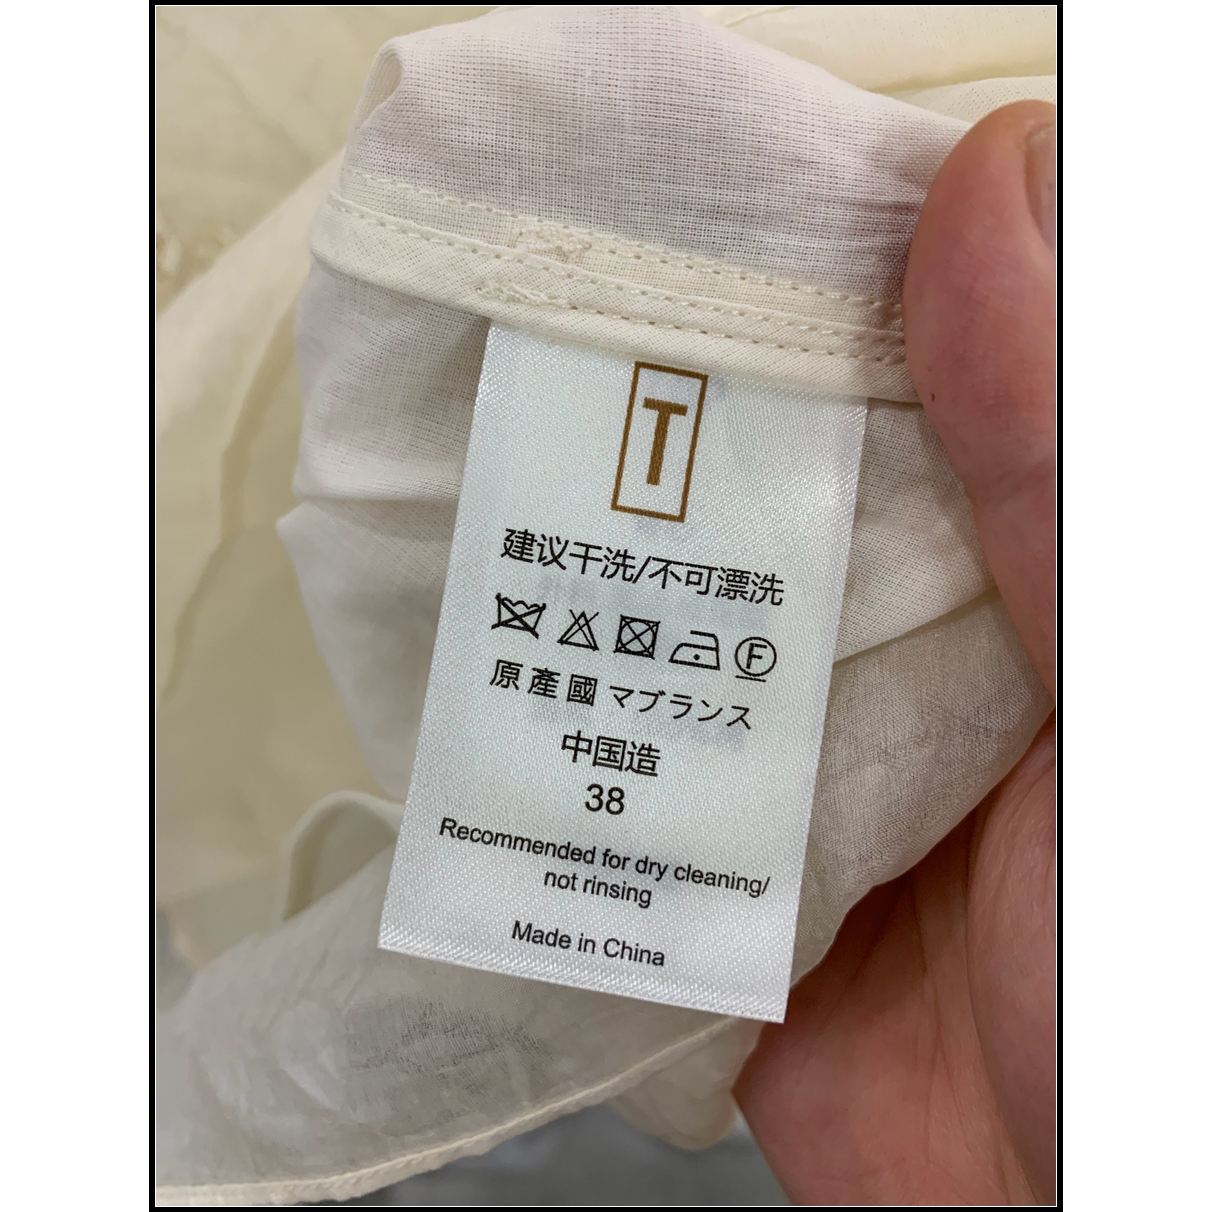 T
建议干洗/不可漂洗
F
原產國 マブランス
中国造
38
Recommended for dry cleaning/
not rinsing
Made in China